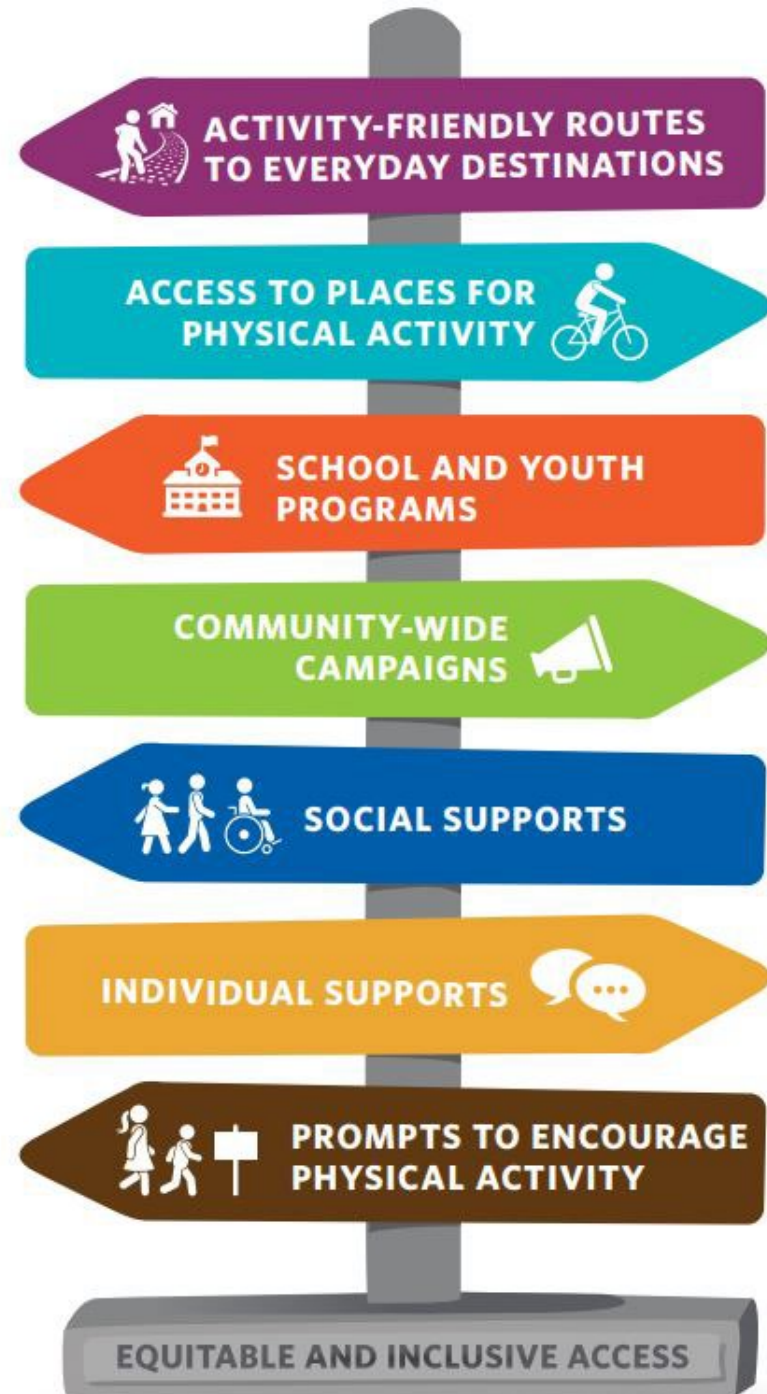 ACTIVITY-FRIENDLY ROUTES
TO EVERYDAY DESTINATIONS
ACCESS TO PLACES FOR
PHYSICAL ACTIVITY
SCHOOL AND YOUTH
PROGRAMS
COMMUNITY-WIDE
CAMPAIGNS
SOCIAL SUPPORTS
INDIVIDUAL SUPPORTS
PROMPTS TO ENCOURAGE
PHYSICAL ACTIVITY
EQUITABLE AND INCLUSIVE ACCESS